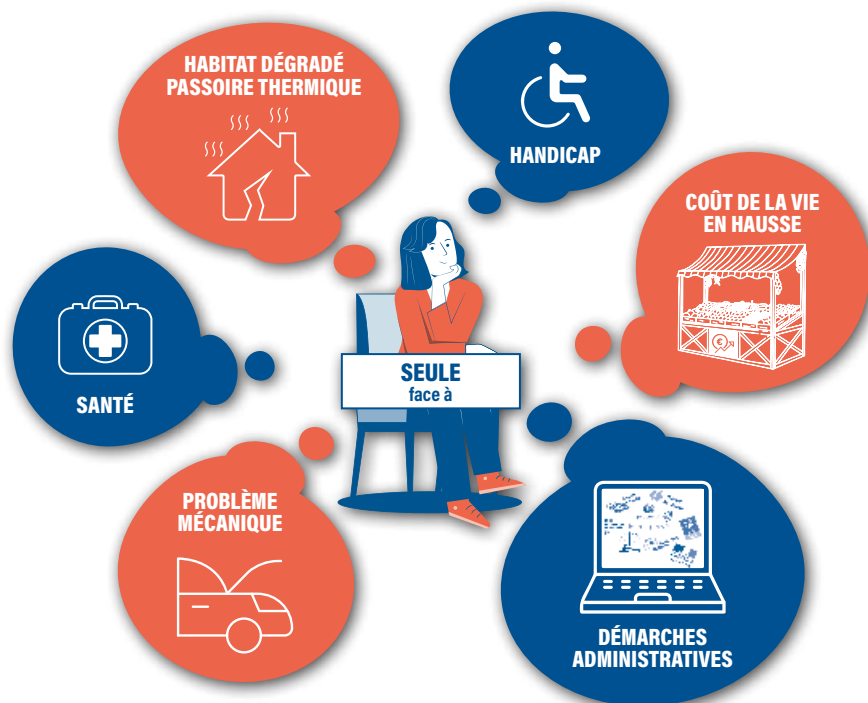 HABITAT DÉGRADÉ
PASSOIRE THERMIQUE
HANDICAP
COÛT DE LA VIE
EN HAUSSE
€
SANTÉ
SEULE
face à
PROBLÈME
MÉCANIQUE
DÉMARCHES
ADMINISTRATIVES